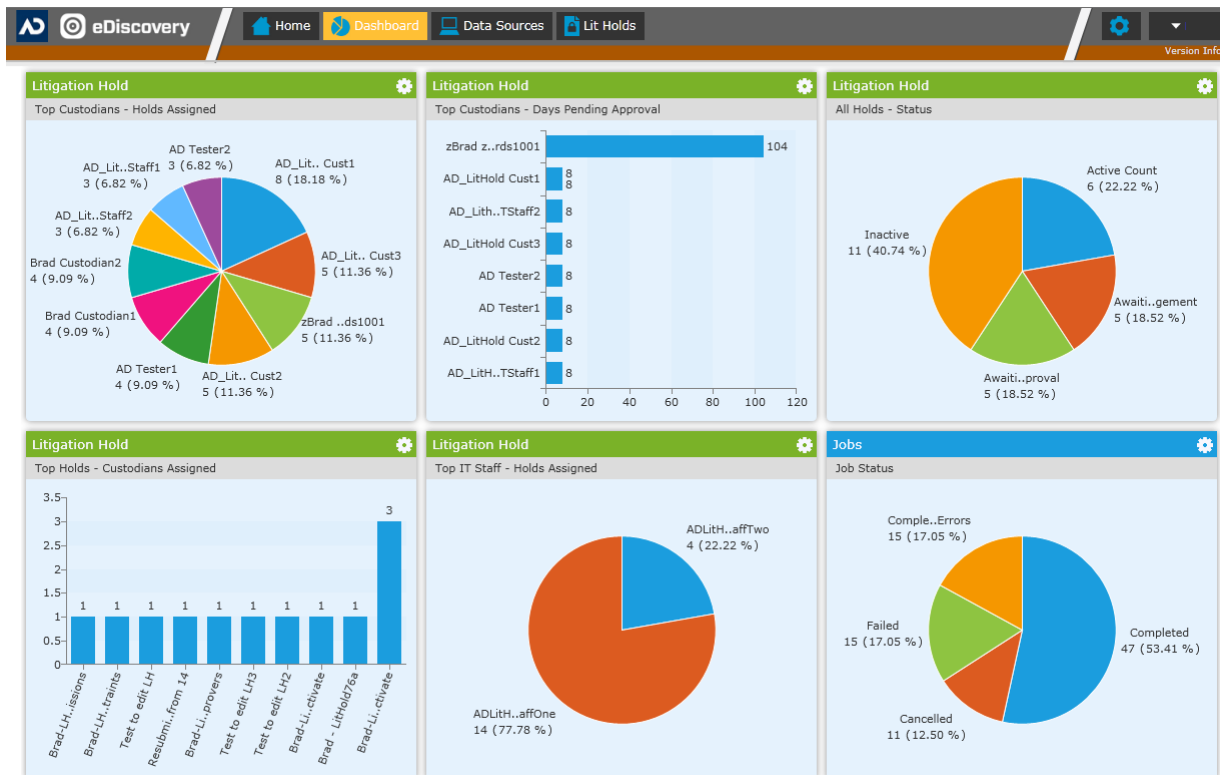 AD eDiscovery Home Dashboard Data Sources Lit Holds
Version Info
Litigation Hold
Top Custodians - Holds Assigned
AD Tester2
3 (6.82 %)
AD_Lit..Staff1
3 (6.82 %)
AD_Lit.. Cust1
8 (18.18 %)
AD_Lit..Staff2
3 (6.82 %)
Brad Custodian2
4 (9.09 %)
AD_Lit.. Cust3
5 (11.36 %)
Brad Custodian1
4 (9.09 %)
zBrad ..ds1001
5 (11.36 %)
AD Tester1
4 (9.09 %)
AD_Lit.. Cust2
5 (11.36 %)
Litigation Hold
Top Custodians - Days Pending Approval
zBrad z..rds1001 104
AD_LitHold Cust1 8
8
AD_Lith..TStaff2 8
AD_LitHold Cust3 8
AD Tester2 8
AD Tester1 8
AD_LitHold Cust2 8
AD_LitH..TStaff1 8
0 20 40 60 80 100 120
Litigation Hold
All Holds - Status
Active Count
6 (22.22 %)
Inactive
11 (40.74 %)
Awaiti..gement
5 (18.52 %)
Awaiti..proval
5 (18.52 %)
Litigation Hold
Top Holds - Custodians Assigned
3.5
3
2.5
2
1.5
1
0.5
0
1 1 1 1 1 1 1 1 1 3
Brad-LH..issions
Brad-LH..traints
Test to edit LH
Resubmi..from 14
Brad-Li..provers
Test to edit LH3
Test to edit LH2
Brad-Li..ctivate
Brad - LitHold76a
Brad-Li..ctivate
Litigation Hold
Top IT Staff - Holds Assigned
ADLitH..affTwo
4 (22.22 %)
ADLitH..affOne
14 (77.78 %)
Jobs
Job Status
Comple..Errors
15 (17.05 %)
Failed
15 (17.05 %)
Completed
47 (53.41 %)
Cancelled
11 (12.50 %)